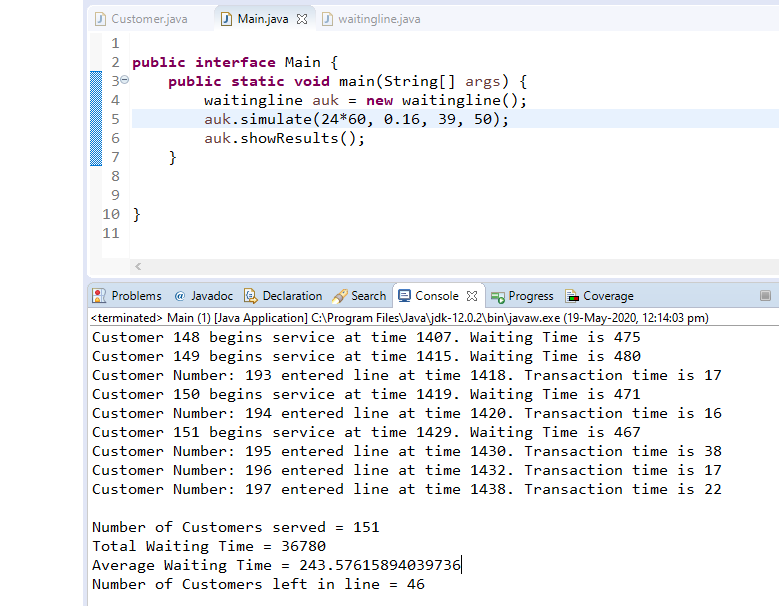 Customer.java Main.java waitingline.java
1
2 public interface Main {
3 public static void main(String[] args) {
4 waitingline auk = new waitingline();
5 auk.simulate(24*60, 0.16, 39, 50);
6 auk.showResults();
7 }
8
9
10 }
11
Problems @ Javadoc Declaration Search Console Progress Coverage
<terminated> Main (1) [Java Application] C:\Program Files\Java\jdk-12.0.2\bin\javaw.exe (19-May-2020, 12:14:03 pm)
Customer 148 begins service at time 1407. Waiting Time is 475
Customer 149 begins service at time 1415. Waiting Time is 480
Customer Number: 193 entered line at time 1418. Transaction time is 17
Customer 150 begins service at time 1419. Waiting Time is 471
Customer Number: 194 entered line at time 1420. Transaction time is 16
Customer 151 begins service at time 1429. Waiting Time is 467
Customer Number: 195 entered line at time 1430. Transaction time is 38
Customer Number: 196 entered line at time 1432. Transaction time is 17
Customer Number: 197 entered line at time 1438. Transaction time is 22
Number of Customers served = 151
Total Waiting Time = 36780
Average Waiting Time = 243.57615894039736
Number of Customers left in line = 46